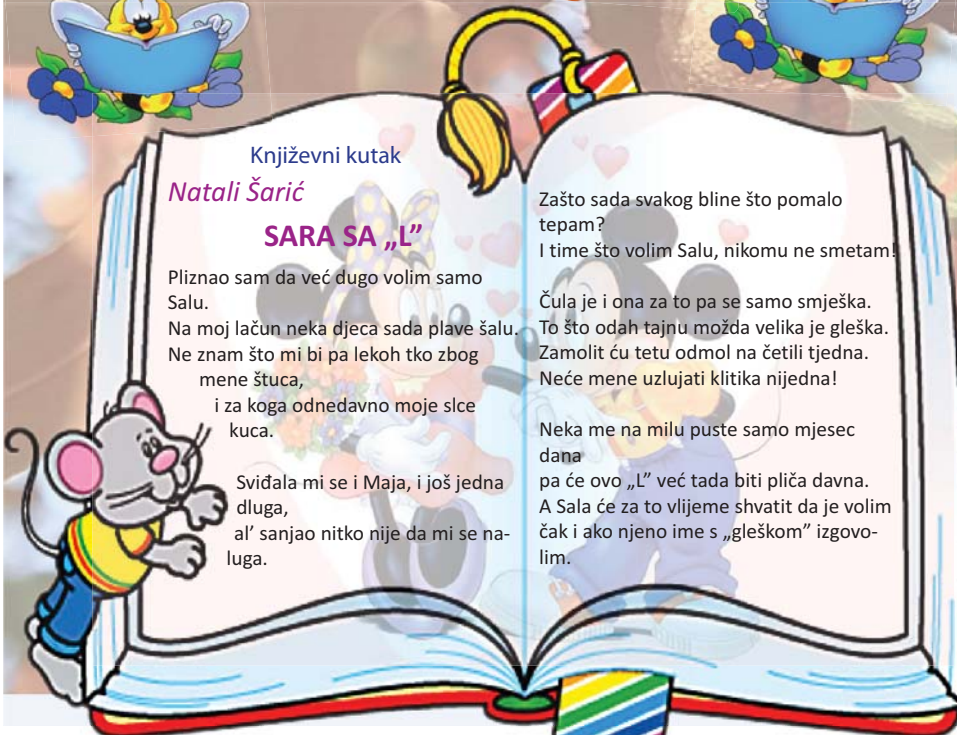 Književni kutak
Natali Šarić
SARA SA „L”
Pliznao sam da već dugo volim samo
Salu.
Na moj lačun neka djeca sada plave šalu.
Ne znam što mi bi pa lekoh tko zbog
mene štuca,
i za koga odnedavno moje slce
kuca.
Sviđala mi se i Maja, i još jedna
dluga,
al’ sanjao nitko nije da mi se na-
luga.
Zašto sada svakog bline što pomalo
tepam?
I time što volim Salu, nikomu ne smetam!
Čula je i ona za to pa se samo smješka.
To što odah tajnu možda velika je gleška.
Zamolit ću tetu odmol na četili tjedna.
Neće mene uzlujati klitika nijedna!
Neka me na milu puste samo mjesec
dana
pa će ovo „L” već tada biti pliča davna.
A Sala će za to vlijeme shvatit da je volim
čak i ako njeno ime s „gleškom” izgovo-
lim.